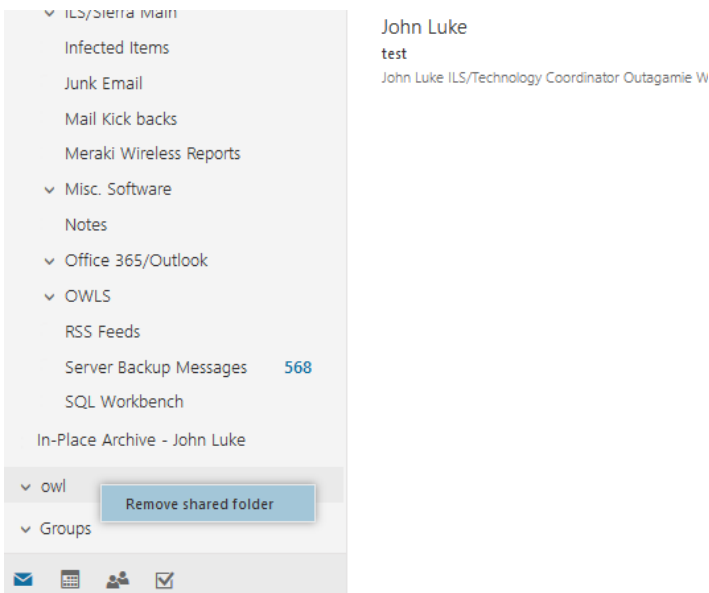 ILS/Sierra Main
Infected Items
Junk Email
Mail Kick backs
Meraki Wireless Reports
Misc. Software
Notes
Office 365/Outlook
OWLS
RSS Feeds
Server Backup Messages 568
SQL Workbench
In-Place Archive - John Luke
owl
Remove shared folder
Groups
John Luke
test
John Luke ILS/Technology Coordinator Outagamie W